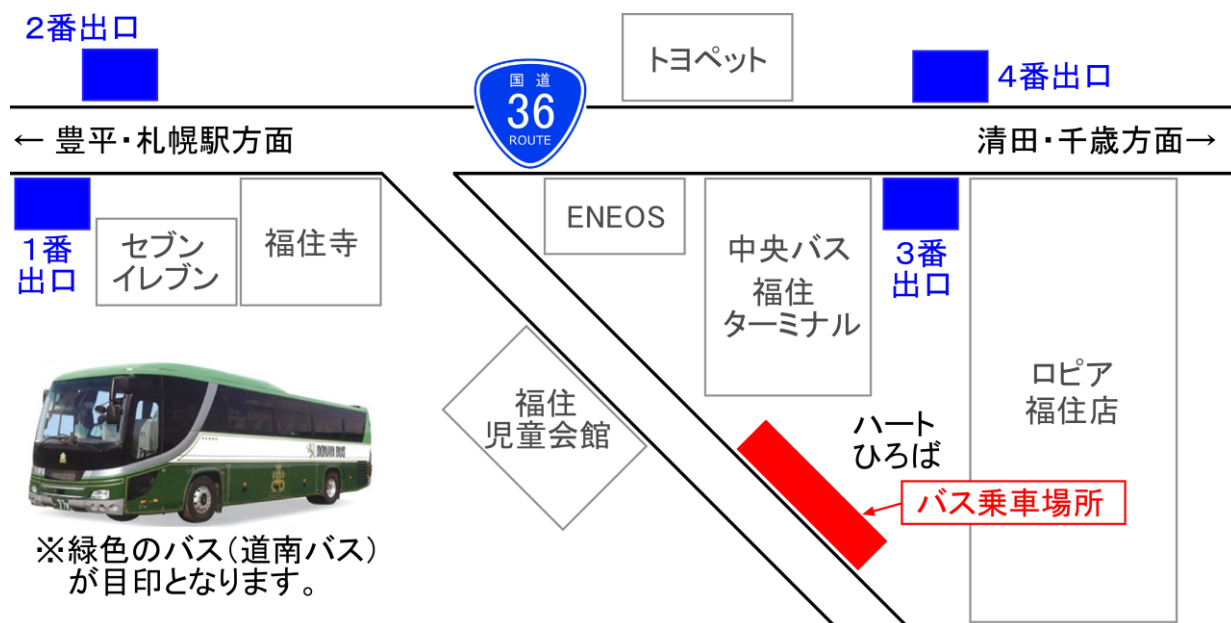 2番出口
トヨペット
4番出口
国道
36
ROUTE
← 豊平・札幌駅方面
清田・千歳方面→
1番
出口
セブン
イレブン
福住寺
ENEOS
中央バス
福住
ターミナル
3番
出口
ロピア
福住店
福住
児童会館
ハート
ひろば
バス乗車場所
DONAN BUS
※緑色のバス(道南バス)
が目印となります。